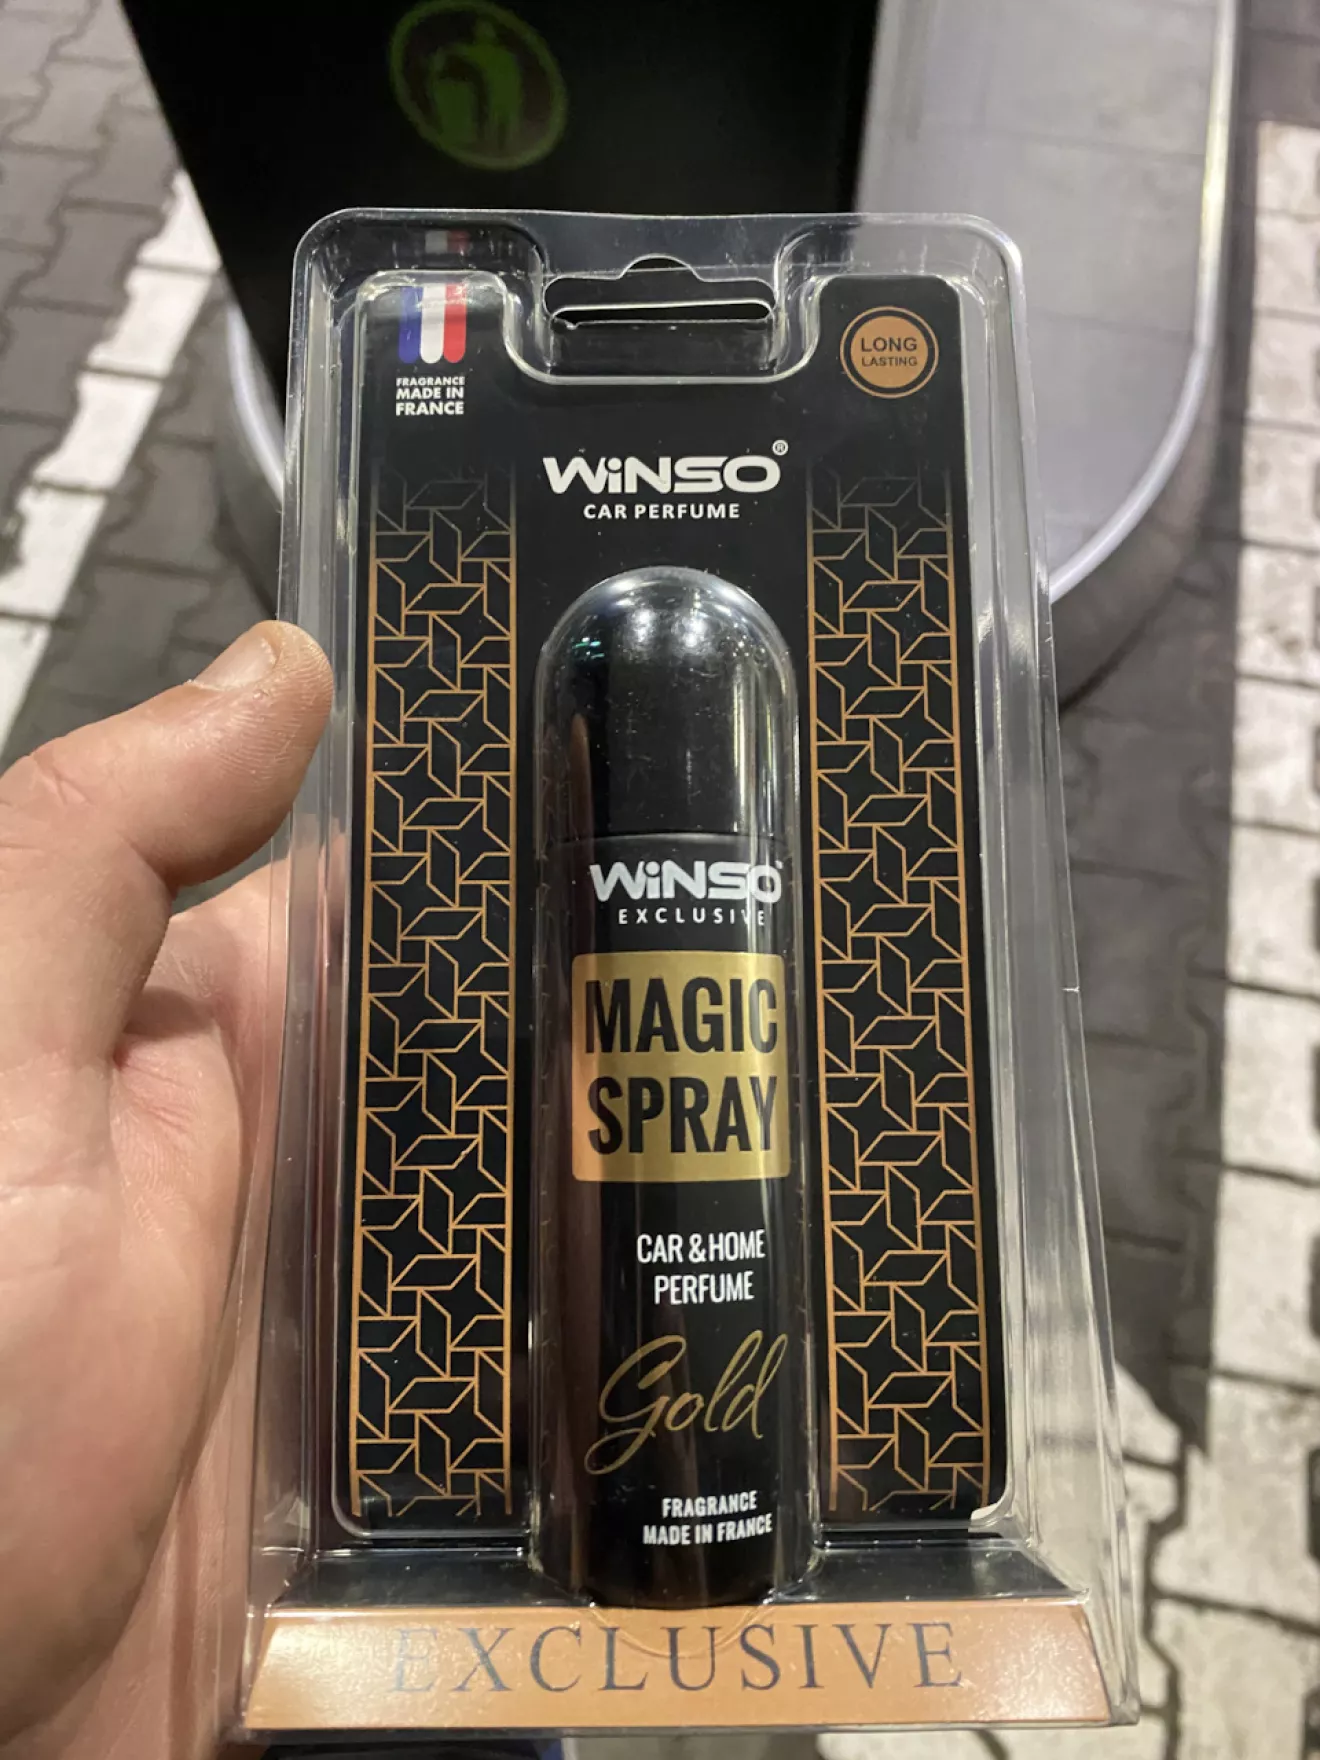 FRAGRANCE
MADE IN
FRANCE
LONG
LASTING
WiNSO®
CAR PERFUME
WiNSO
EXCLUSIVE
MAGIC
SPRAY
CAR & HOME
PERFUME
Gold
FRAGRANCE
MADE IN FRANCE
EXCLUSIVE